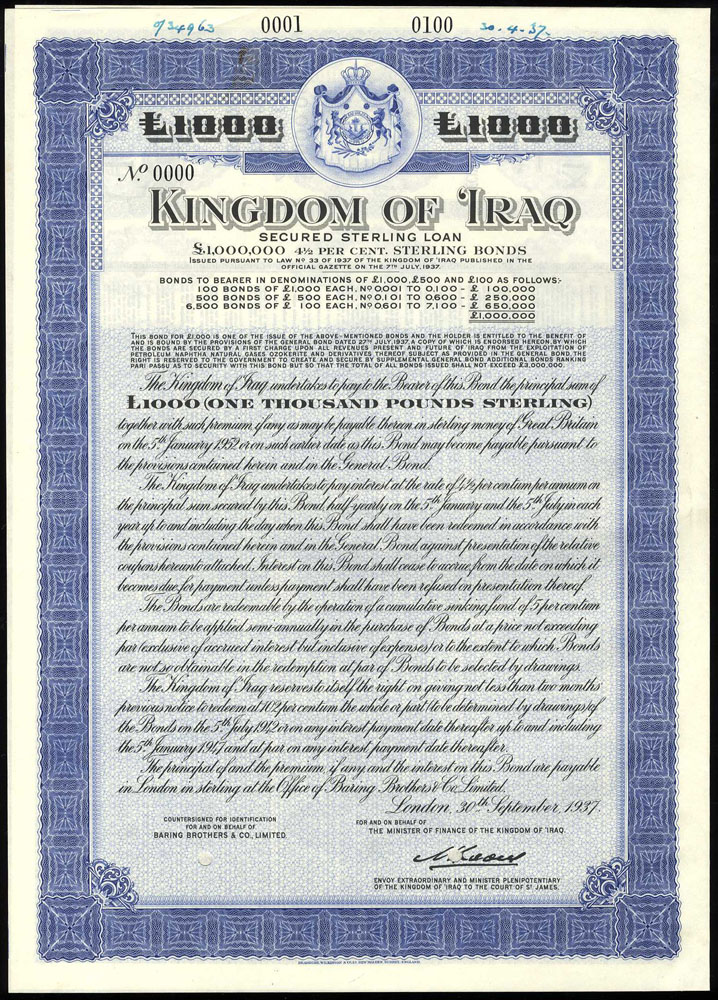 0/34963 0001 0100 30.4.37.
£1000 £1000
No 0000
KINGDOM OF 'IRAQ
SECURED STERLING LOAN
£1,000,000 4½ PER CENT. STERLING BONDS
ISSUED PURSUANT TO LAW No 33 OF 1937 OF THE KINGDOM OF 'IRAQ PUBLISHED IN THE
OFFICIAL GAZETTE ON THE 7TH JULY, 1937.
BONDS TO BEARER IN DENOMINATIONS OF £1,000, £500 AND £100 AS FOLLOWS:-
100 BONDS OF £1,000 EACH, No 0,001 TO 0,100 - £ 100,000
500 BONDS OF £ 500 EACH, No 0,101 TO 0,600 - £ 250,000
6,500 BONDS OF £ 100 EACH, No 0,601 TO 7,100 - £ 650,000
£1,000,000
THIS BOND FOR £1,000 IS ONE OF THE ISSUE OF THE ABOVE-MENTIONED BONDS AND THE HOLDER IS ENTITLED TO THE BENEFIT OF
AND IS BOUND BY THE PROVISIONS OF THE GENERAL BOND DATED 27TH JULY, 1937, A COPY OF WHICH IS ENDORSED HEREON, BY WHICH
THE BONDS ARE SECURED BY A FIRST CHARGE UPON ALL REVENUES PRESENT AND FUTURE OF 'IRAQ FROM THE EXPLOITATION OF
PETROLEUM NAPHTHA NATURAL GASES OZOKERITE AND DERIVATIVES THEREOF SUBJECT AS PROVIDED IN THE GENERAL BOND, THE
RIGHT IS RESERVED TO THE GOVERNMENT TO CREATE AND SECURE BY SUPPLEMENTAL GENERAL BOND ADDITIONAL BONDS RANKING
PARI PASSU AS TO SECURITY WITH THIS BOND BUT SO THAT THE TOTAL OF ALL BONDS ISSUED SHALL NOT EXCEED £3,000,000.
The Kingdom of 'Iraq undertakes to pay to the Bearer of this Bond the principal sum of
£1000 (ONE THOUSAND POUNDS STERLING)
together with such premium, if any, as may be payable thereon in sterling money of Great Britain
on the 5th January 1952 or on such earlier date as this Bond may become payable pursuant to
the provisions contained herein and in the General Bond.
The Kingdom of 'Iraq undertakes to pay interest at the rate of 4½ per centum per annum on
the principal sum secured by this Bond, half-yearly on the 5th January and the 5th July in each
year up to and including the day when this Bond shall have been redeemed in accordance with
the provisions contained herein and in the General Bond, against presentation of the relative
coupons hereunto attached. Interest on this Bond shall cease to accrue from the date on which it
becomes due for payment unless payment shall have been refused on presentation thereof.
The Bonds are redeemable by the operation of a cumulative sinking fund of 5 per centum
per annum to be applied semi-annually in the purchase of Bonds at a price not exceeding
par (exclusive of accrued interest but inclusive of expenses) or to the extent to which Bonds
are not so obtainable in the redemption at par of Bonds to be selected by drawings.
The Kingdom of 'Iraq reserves to itself the right on giving not less than two months
previous notice to redeem at 102 per centum the whole or part (to be determined by drawings) of
the Bonds on the 5th July 1942 or on any interest payment date thereafter up to and including
the 5th January 1947 and at par on any interest payment date thereafter.
The principal of and the premium, if any, and the interest on this Bond are payable
in London in sterling at the Office of Baring Brothers & Co. Limited.
London, 30th September, 1937.
COUNTERSIGNED FOR IDENTIFICATION
FOR AND ON BEHALF OF
BARING BROTHERS & CO., LIMITED.
FOR AND ON BEHALF OF
THE MINISTER OF FINANCE OF THE KINGDOM OF 'IRAQ.
ENVOY EXTRAORDINARY AND MINISTER PLENIPOTENTIARY
OF THE KINGDOM OF 'IRAQ TO THE COURT OF ST JAMES.
BRADBURY, WILKINSON & CO. LD. NEW MALDEN, SURREY, ENGLAND.